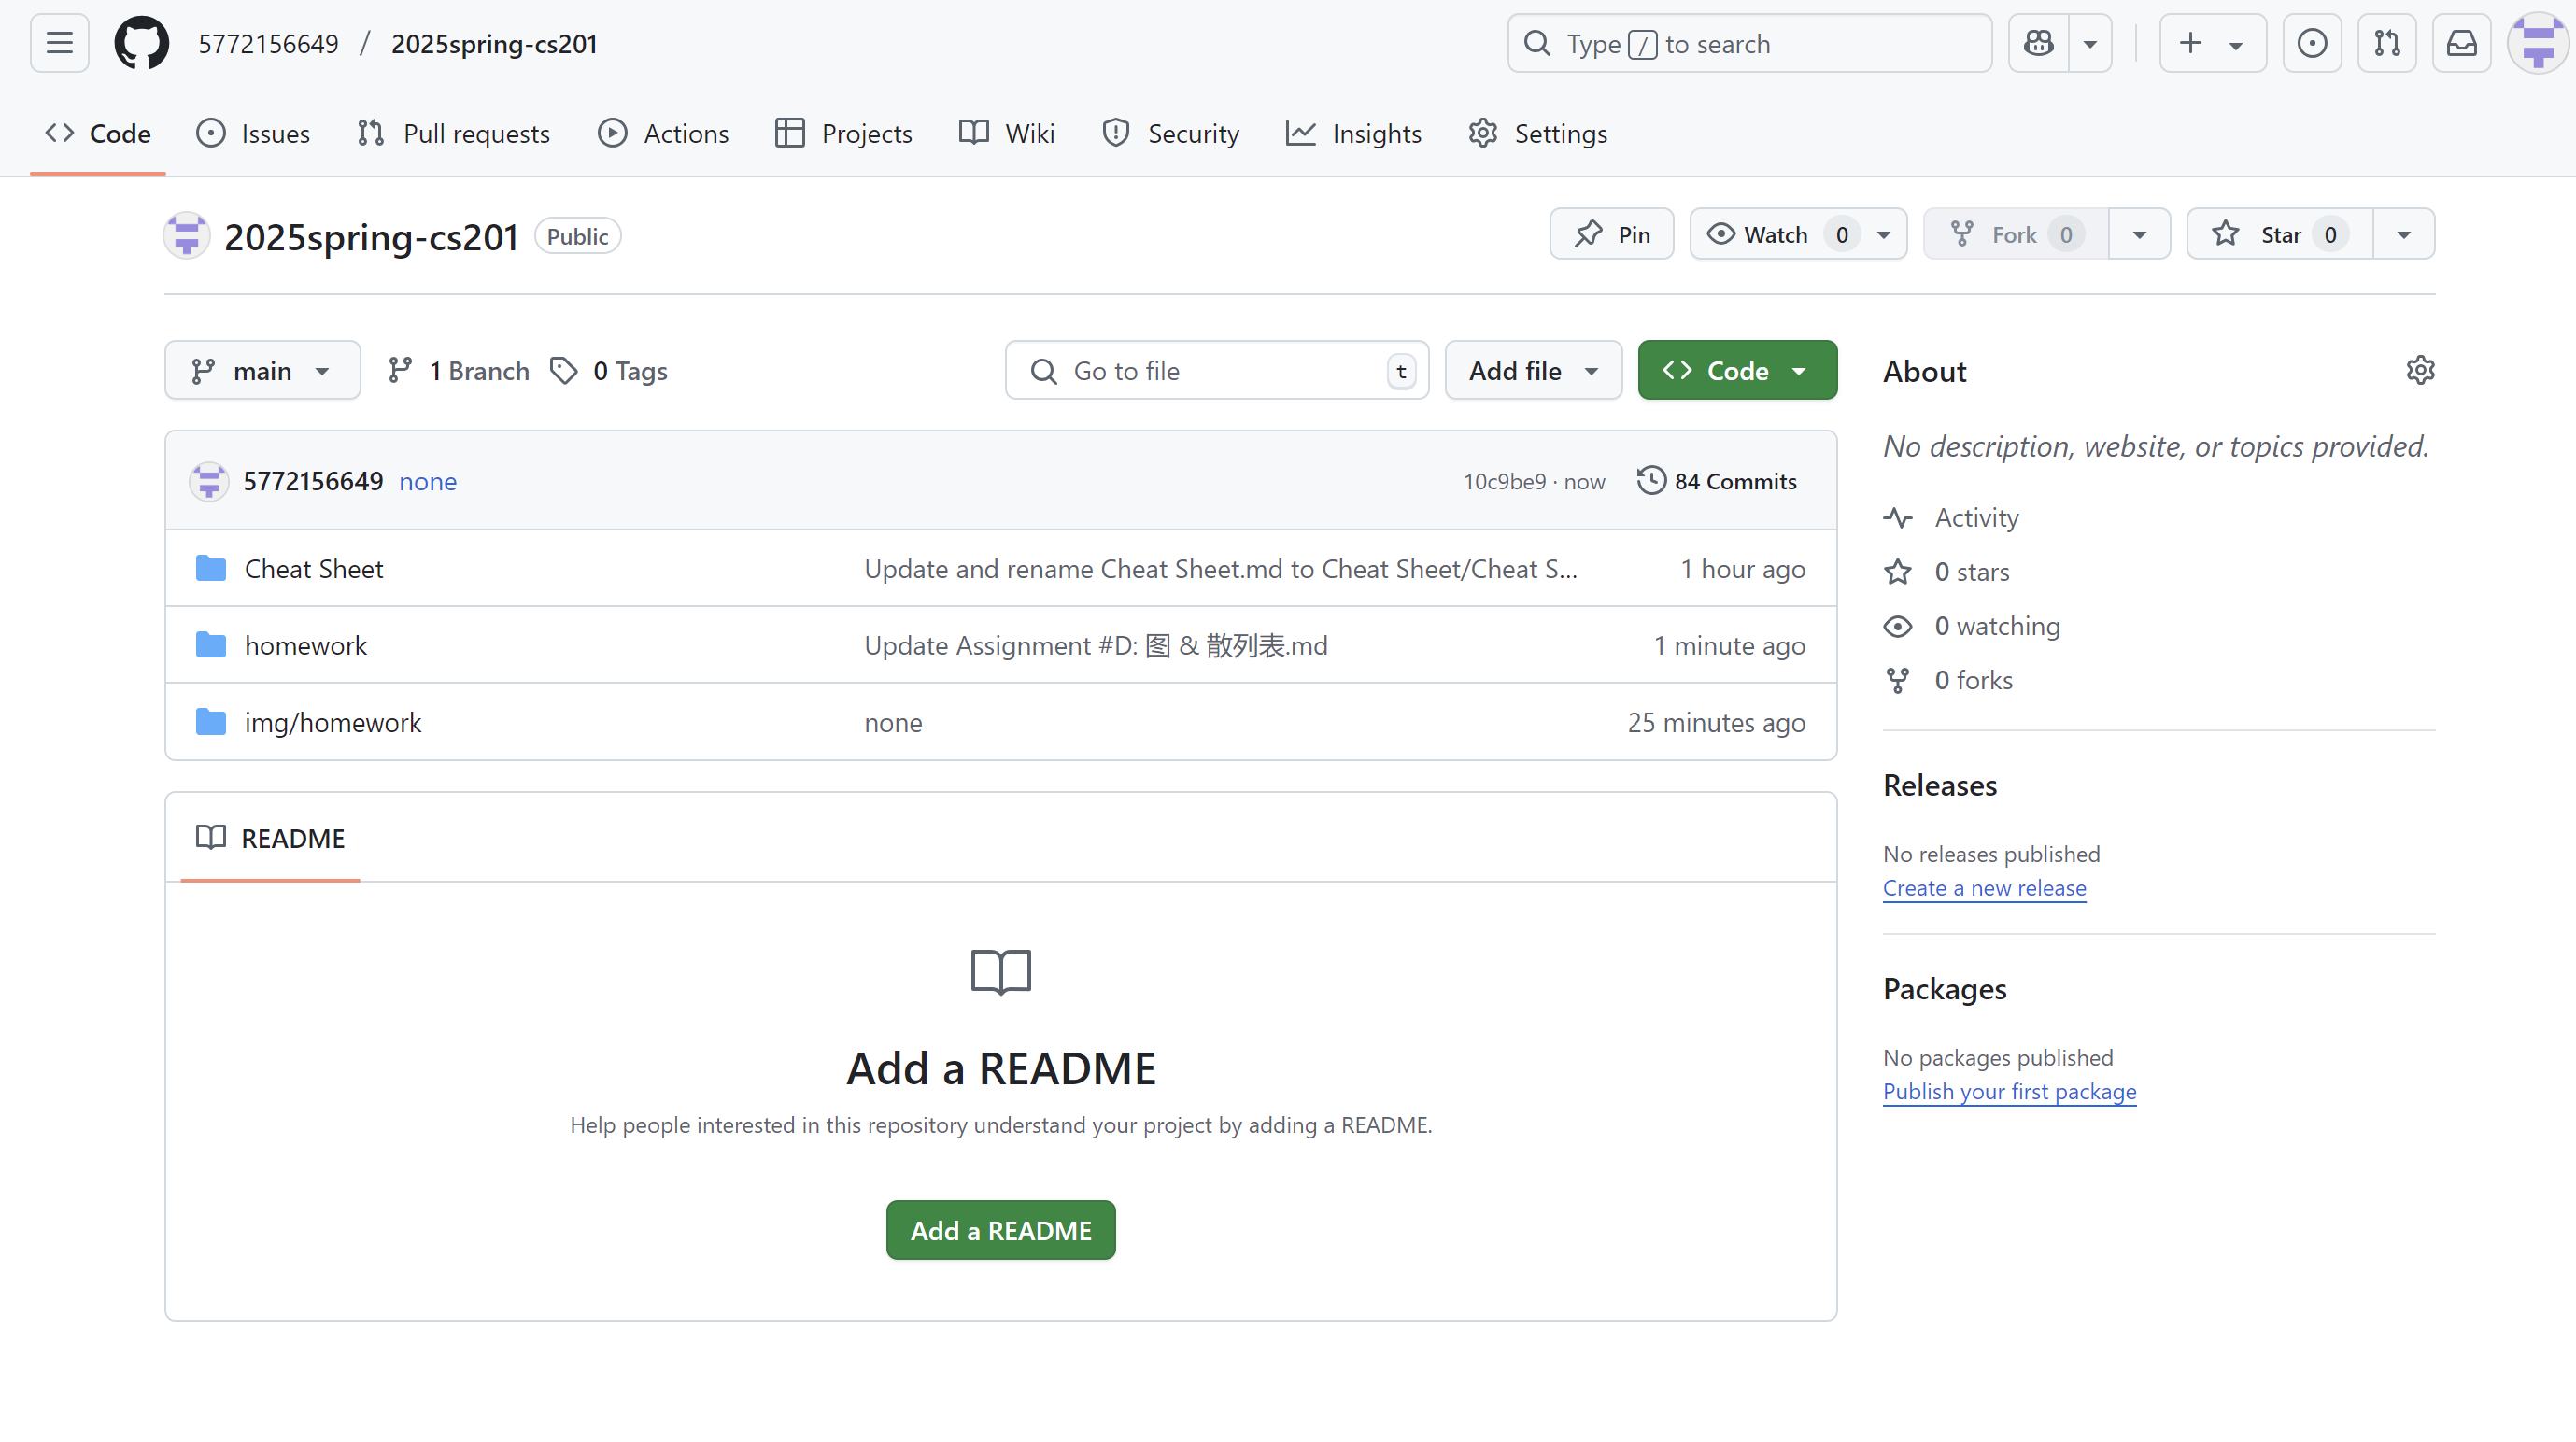 5772156649 / 2025spring-cs201
Type / to search
Code Issues Pull requests Actions Projects Wiki Security Insights Settings
2025spring-cs201 Public
Pin Watch 0 Fork 0 Star 0
main 1 Branch 0 Tags
Go to file t Add file Code
5772156649 none 10c9be9 · now 84 Commits
Cheat Sheet Update and rename Cheat Sheet.md to Cheat Sheet/Cheat S... 1 hour ago
homework Update Assignment #D: 图 & 散列表.md 1 minute ago
img/homework none 25 minutes ago
README
Add a README
Help people interested in this repository understand your project by adding a README.
Add a README
About
No description, website, or topics provided.
Activity
0 stars
0 watching
0 forks
Releases
No releases published
Create a new release
Packages
No packages published
Publish your first package